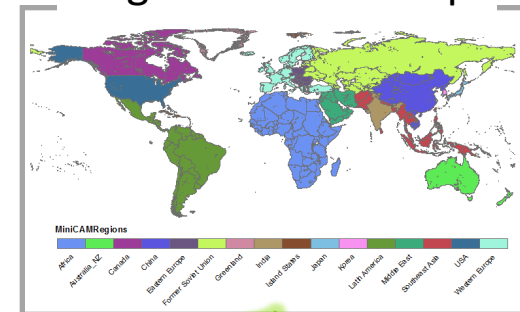 MiniCAMRegions
Africa
Australia_NZ
Canada
China
Eastern Europe
Former Soviet Union
Greenland
India
Island States
Japan
Korea
Latin America
Middle East
Southeast Asia
USA
Western Europe